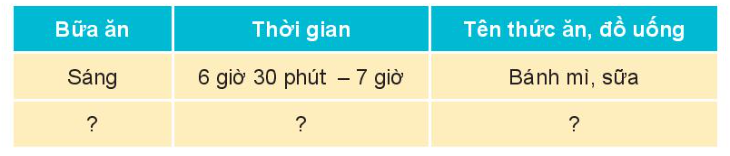 Bữa ăn Thời gian Tên thức ăn, đồ uống
Sáng 6 giờ 30 phút – 7 giờ Bánh mì, sữa
? ? ?